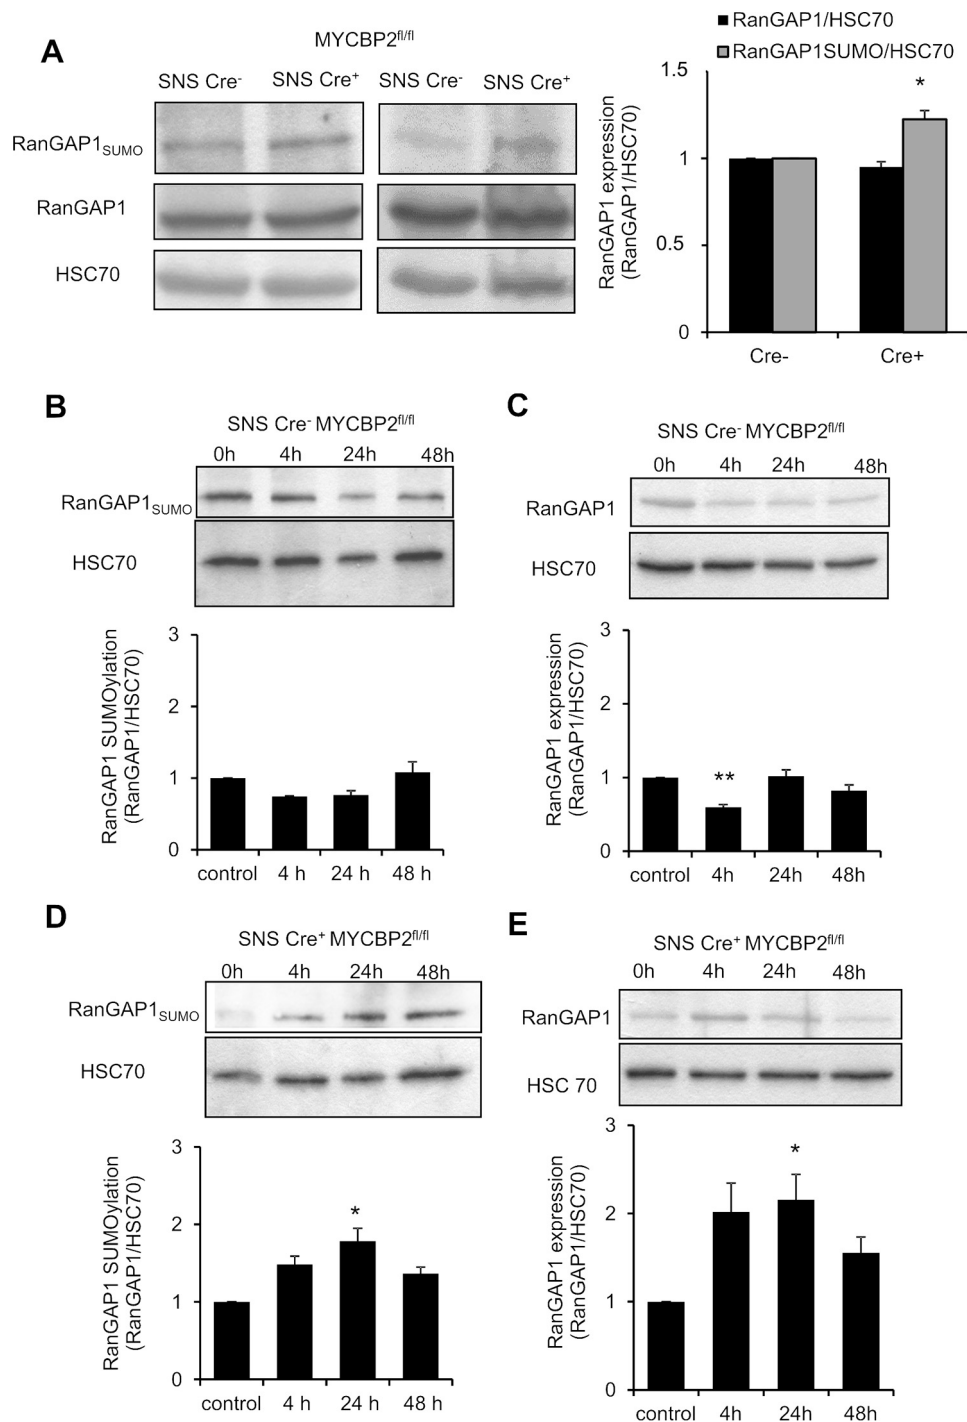 A
MYCBP2fl/fl
SNS Cre- SNS Cre+ SNS Cre- SNS Cre+
RanGAP1SUMO
RanGAP1
HSC70
RanGAP1/HSC70
RanGAP1SUMO/HSC70
RanGAP1 expression
(RanGAP1/HSC70)
1.5
*
1
0.5
0
Cre- Cre+
B
SNS Cre- MYCBP2fl/fl
0h 4h 24h 48h
RanGAP1SUMO
HSC70
RanGAP1 SUMOylation
(RanGAP1/HSC70)
3
2
1
0
control 4 h 24 h 48 h
C
SNS Cre- MYCBP2fl/fl
0h 4h 24h 48h
RanGAP1
HSC70
RanGAP1 expression
(RanGAP1/HSC70)
3
2
1
**
0
control 4h 24h 48h
D
SNS Cre+ MYCBP2fl/fl
0h 4h 24h 48h
RanGAP1SUMO
HSC70
RanGAP1 SUMOylation
(RanGAP1/HSC70)
3
2
*
1
0
control 4 h 24 h 48 h
E
SNS Cre+ MYCBP2fl/fl
0h 4h 24h 48h
RanGAP1
HSC 70
RanGAP1 expression
(RanGAP1/HSC70)
3
*
2
1
0
control 4h 24h 48h